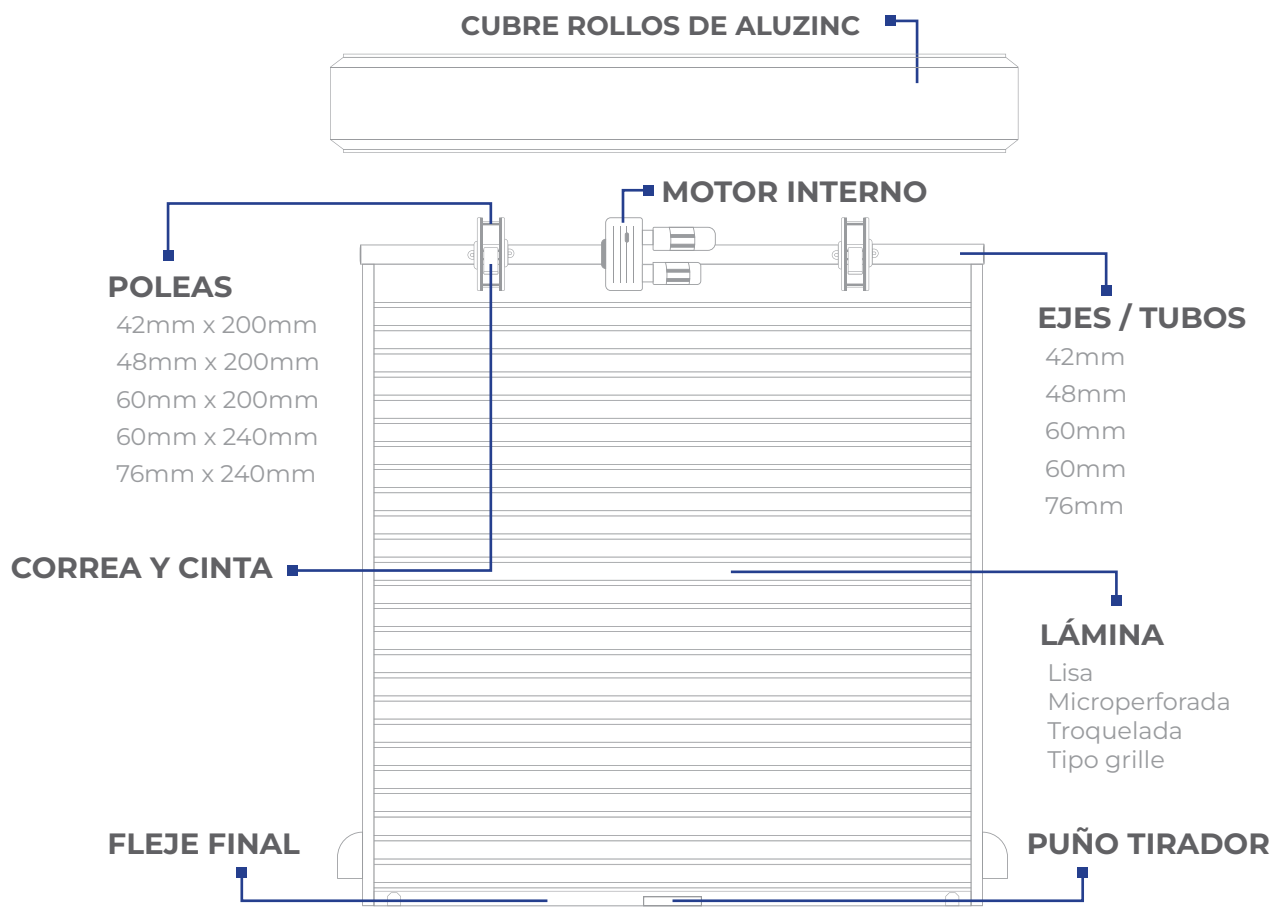 CUBRE ROLLOS DE ALUZINC
MOTOR INTERNO
POLEAS
42mm x 200mm
48mm x 200mm
60mm x 200mm
60mm x 240mm
76mm x 240mm
EJES / TUBOS
42mm
48mm
60mm
60mm
76mm
CORREA Y CINTA
LÁMINA
Lisa
Microperforada
Troquelada
Tipo grille
FLEJE FINAL
PUÑO TIRADOR